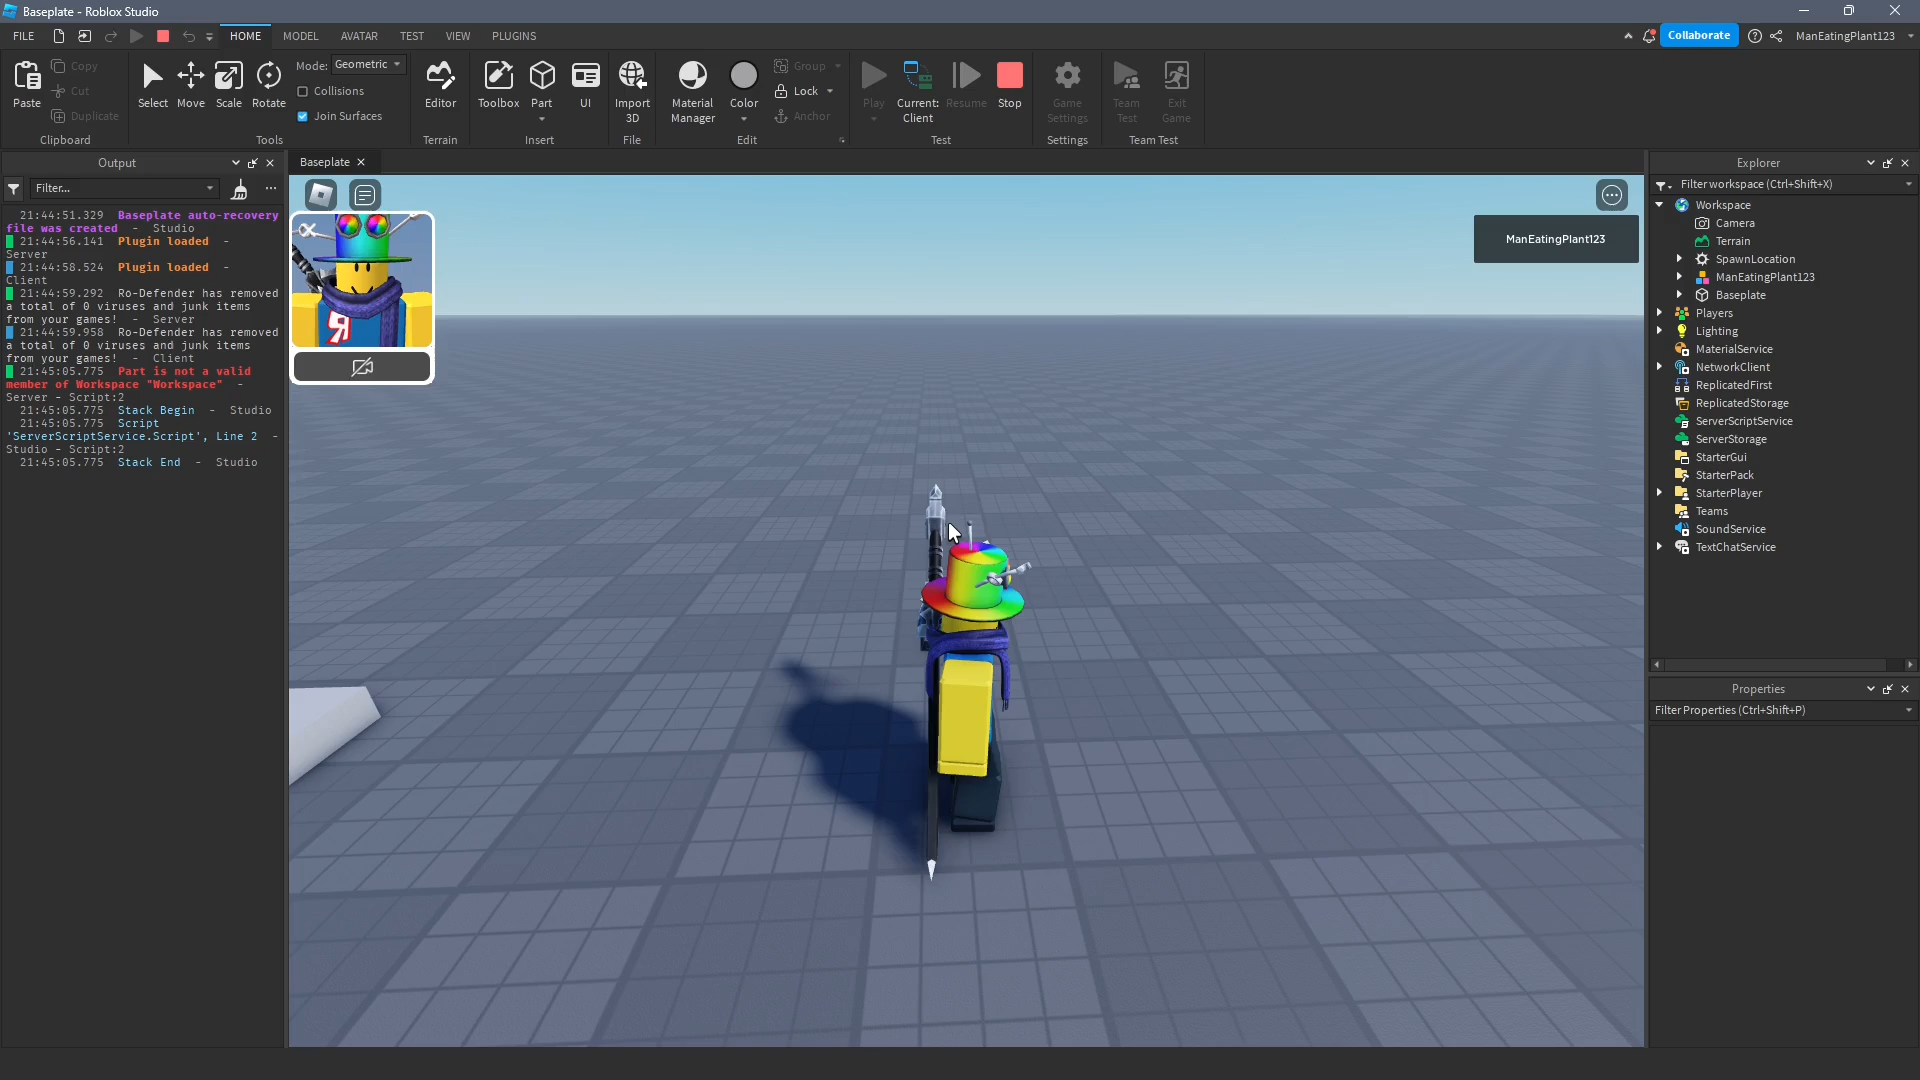 Baseplate - Roblox Studio
FILE
HOME
MODEL
AVATAR
TEST
VIEW
PLUGINS
Collaborate
ManEatingPlant123
Paste
Copy
Cut
Duplicate
Clipboard
Select
Move
Scale
Rotate
Mode: Geometric
Collisions
Join Surfaces
Tools
Editor
Terrain
Toolbox
Part
UI
Insert
Import
3D
File
Material
Manager
Color
Group
Lock
Anchor
Edit
Play
Current:
Client
Resume
Stop
Test
Game
Settings
Settings
Team
Test
Exit
Game
Team Test
Output
Filter...
21:44:51.329 Baseplate auto-recovery
file was created - Studio
21:44:56.141 Plugin loaded -
Server
21:44:58.524 Plugin loaded -
Client
21:44:59.292 Ro-Defender has removed
a total of 0 viruses and junk items
from your games! - Server
21:44:59.958 Ro-Defender has removed
a total of 0 viruses and junk items
from your games! - Client
21:45:05.775 Part is not a valid
member of Workspace "Workspace" -
Server - Script:2
21:45:05.775 Stack Begin - Studio
21:45:05.775 Script
'ServerScriptService.Script', Line 2 -
Studio - Script:2
21:45:05.775 Stack End - Studio
Baseplate
ManEatingPlant123
Explorer
Filter workspace (Ctrl+Shift+X)
Workspace
Camera
Terrain
SpawnLocation
ManEatingPlant123
Baseplate
Players
Lighting
MaterialService
NetworkClient
ReplicatedFirst
ReplicatedStorage
ServerScriptService
ServerStorage
StarterGui
StarterPack
StarterPlayer
Teams
SoundService
TextChatService
Properties
Filter Properties (Ctrl+Shift+P)